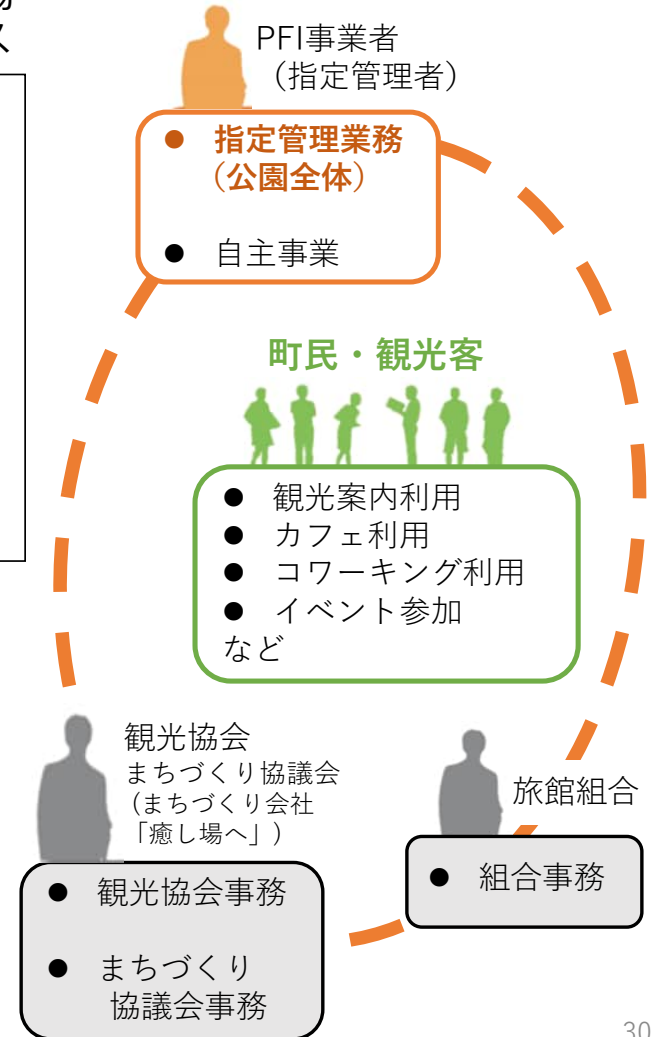 PFI事業者
（指定管理者）
● 指定管理業務
（公園全体）
● 自主事業
町民・観光客
● 観光案内利用
● カフェ利用
● コワーキング利用
● イベント参加
など
観光協会
まちづくり協議会
(まちづくり会社
「癒し場へ」)
● 観光協会事務
● まちづくり
協議会事務
旅館組合
● 組合事務
30